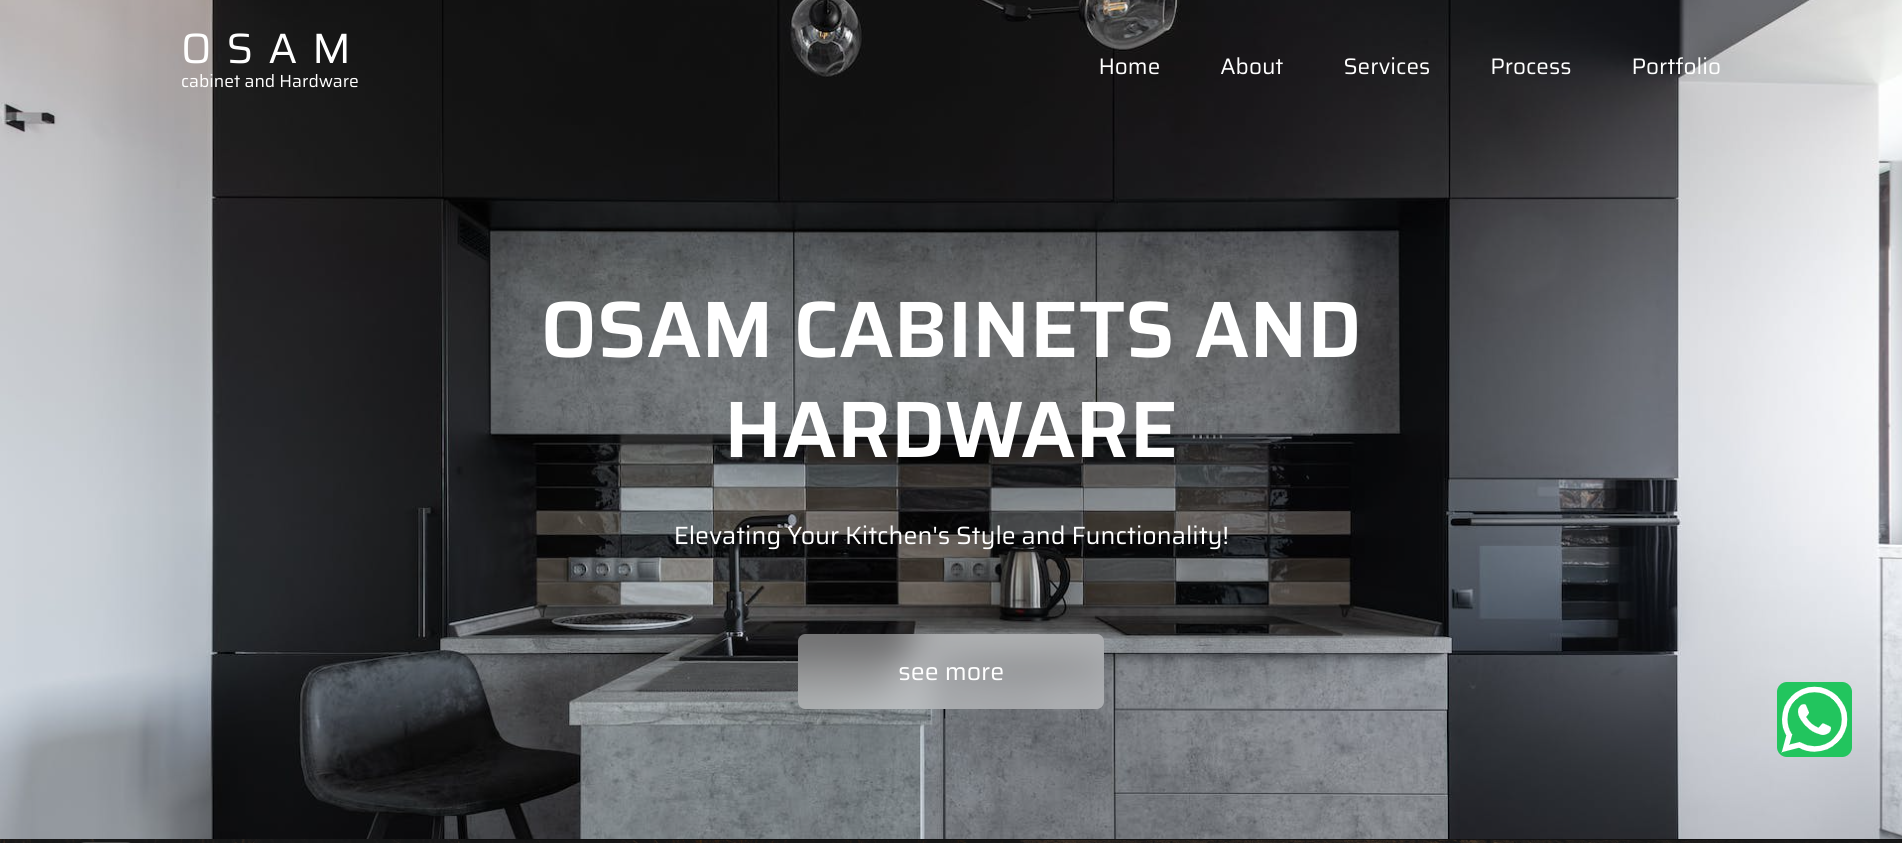 OSAM
cabinet and Hardware
Home About Services Process Portfolio
OSAM CABINETS AND
HARDWARE
Elevating Your Kitchen's Style and Functionality!
see more